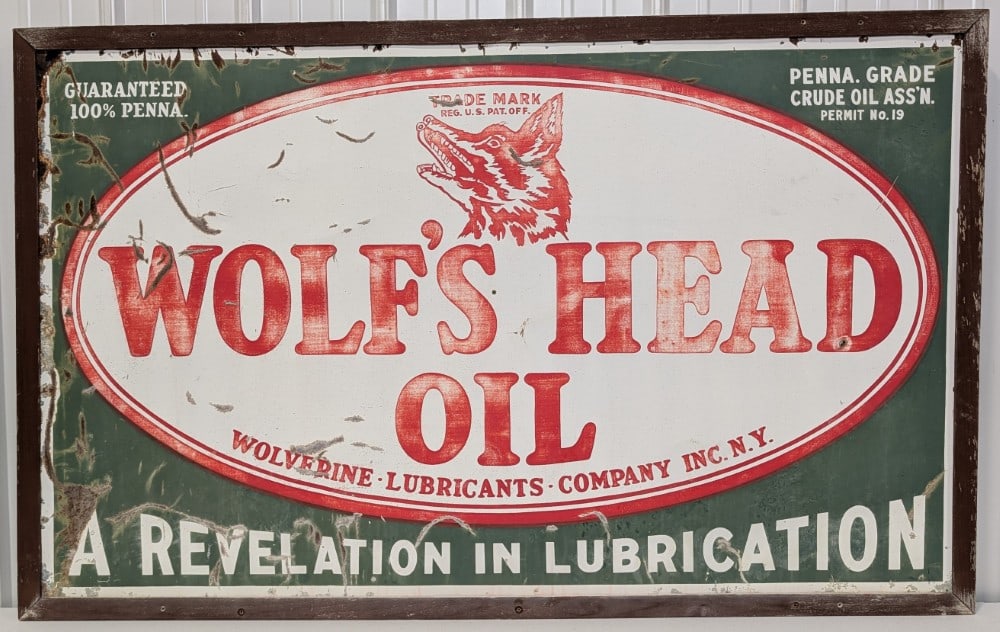 GUARANTEED
100% PENNA.
PENNA. GRADE
CRUDE OIL ASS'N.
PERMIT No. 19
TRADE MARK
REG. U.S. PAT. OFF.
WOLF'S HEAD
OIL
WOLVERINE · LUBRICANTS · COMPANY INC. N.Y.
A REVELATION IN LUBRICATION